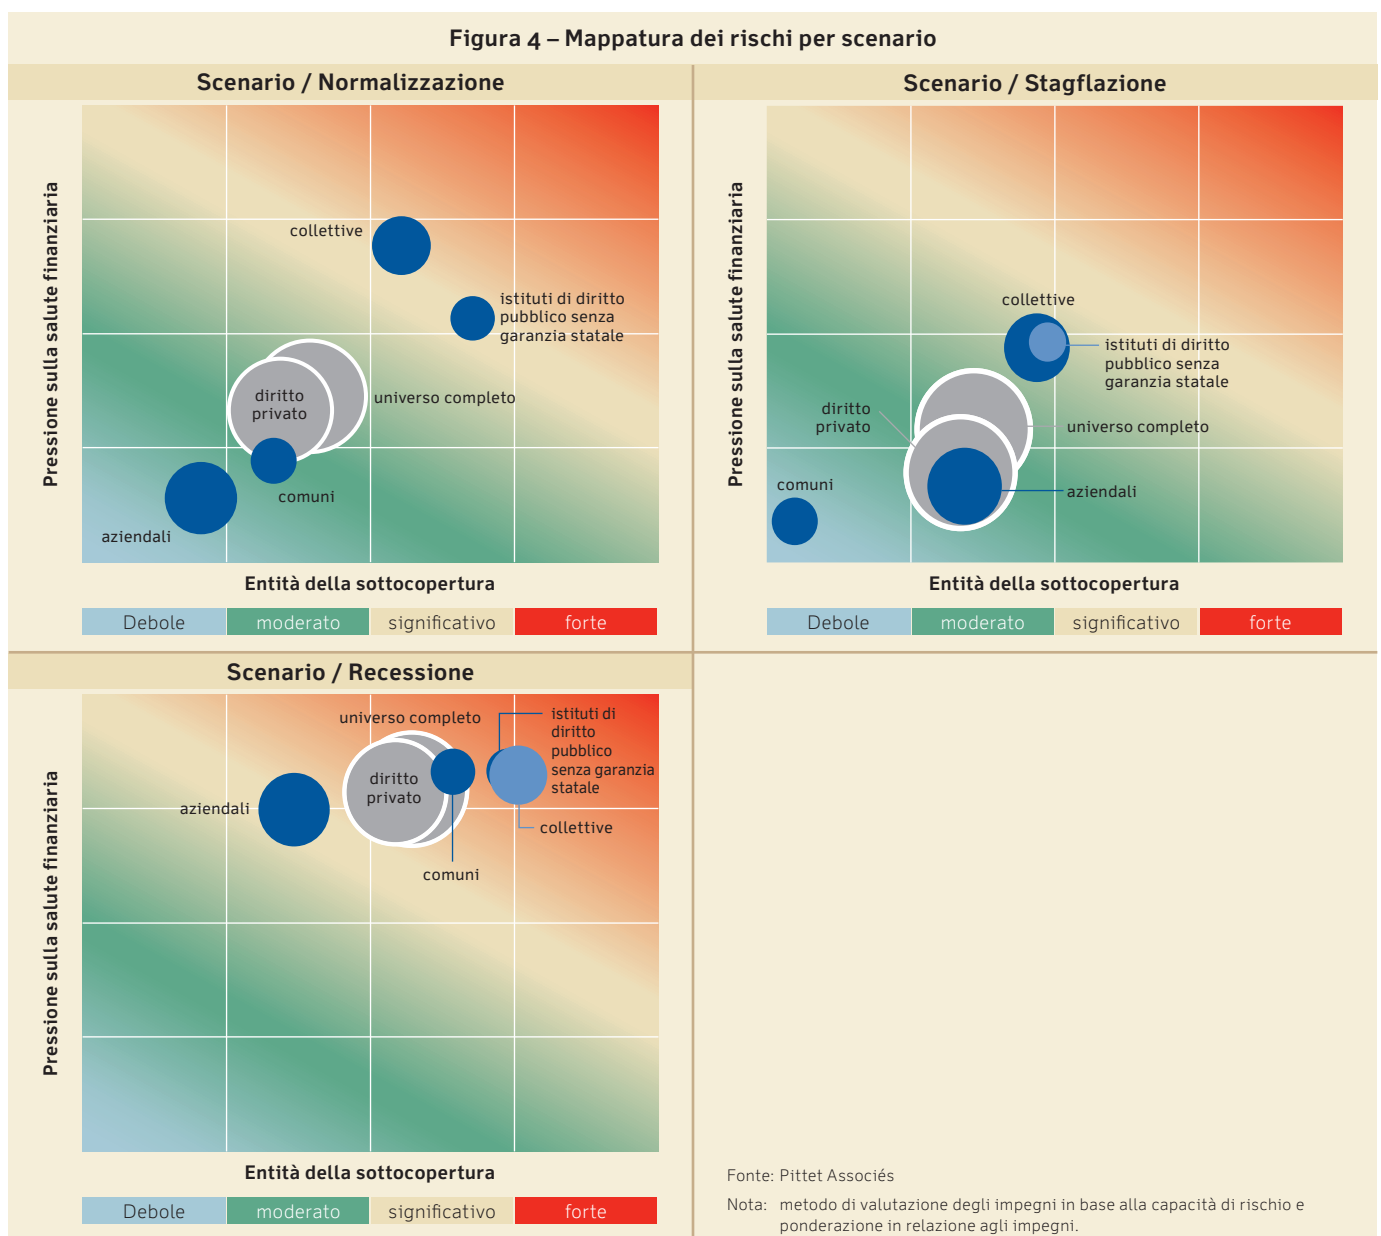 Figura 4 – Mappatura dei rischi per scenario
Scenario / Normalizzazione
Pressione sulla salute finanziaria
collettive
istituti di diritto
pubblico senza
garanzia statale
diritto
privato
universo completo
comuni
aziendali
Entità della sottocopertura
Debole
moderato
significativo
forte
Scenario / Stagflazione
Pressione sulla salute finanziaria
collettive
istituti di diritto
pubblico senza
garanzia statale
diritto
privato
universo completo
comuni
aziendali
Entità della sottocopertura
Debole
moderato
significativo
forte
Scenario / Recessione
Pressione sulla salute finanziaria
universo completo
istituti di
diritto
pubblico
senza garanzia
statale
diritto
privato
aziendali
collettive
comuni
Entità della sottocopertura
Debole
moderato
significativo
forte
Fonte: Pittet Associés
Nota: metodo di valutazione degli impegni in base alla capacità di rischio e
ponderazione in relazione agli impegni.